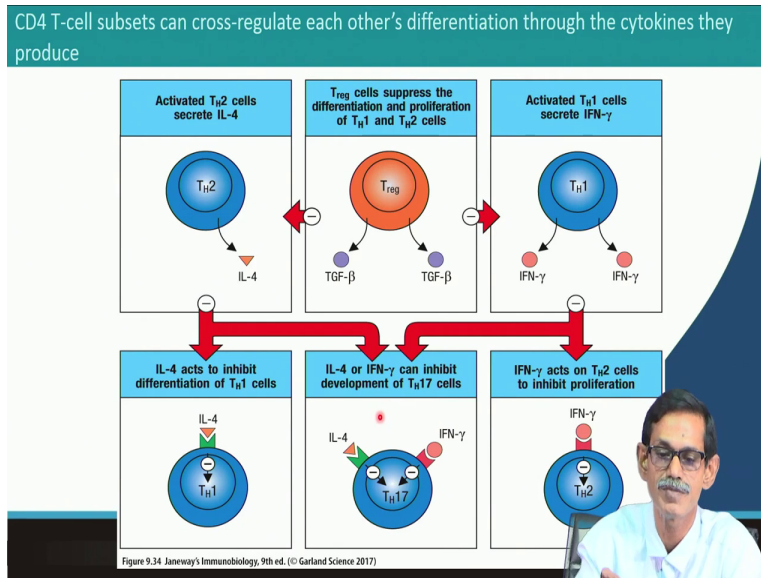 CD4 T-cell subsets can cross-regulate each other's differentiation through the cytokines they
produce
Activated TH2 cells
secrete IL-4
TH2
IL-4
Treg cells suppress the
differentiation and proliferation
of TH1 and TH2 cells
Treg
TGF-β
TGF-β
Activated TH1 cells
secrete IFN-γ
TH1
IFN-γ
IFN-γ
IL-4 acts to inhibit
differentiation of TH1 cells
IL-4
TH1
IL-4 or IFN-γ can inhibit
development of TH17 cells
IL-4
IFN-γ
TH17
IFN-γ acts on TH2 cells
to inhibit proliferation
IFN-γ
TH2
Figure 9.34 Janeway's Immunobiology, 9th ed. (© Garland Science 2017)